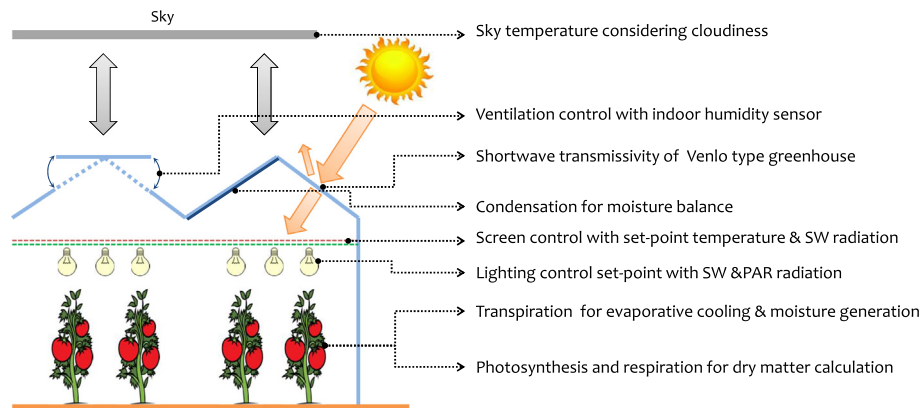 Sky
Sky temperature considering cloudiness
Ventilation control with indoor humidity sensor
Shortwave transmissivity of Venlo type greenhouse
Condensation for moisture balance
Screen control with set-point temperature & SW radiation
Lighting control set-point with SW &PAR radiation
Transpiration for evaporative cooling & moisture generation
Photosynthesis and respiration for dry matter calculation